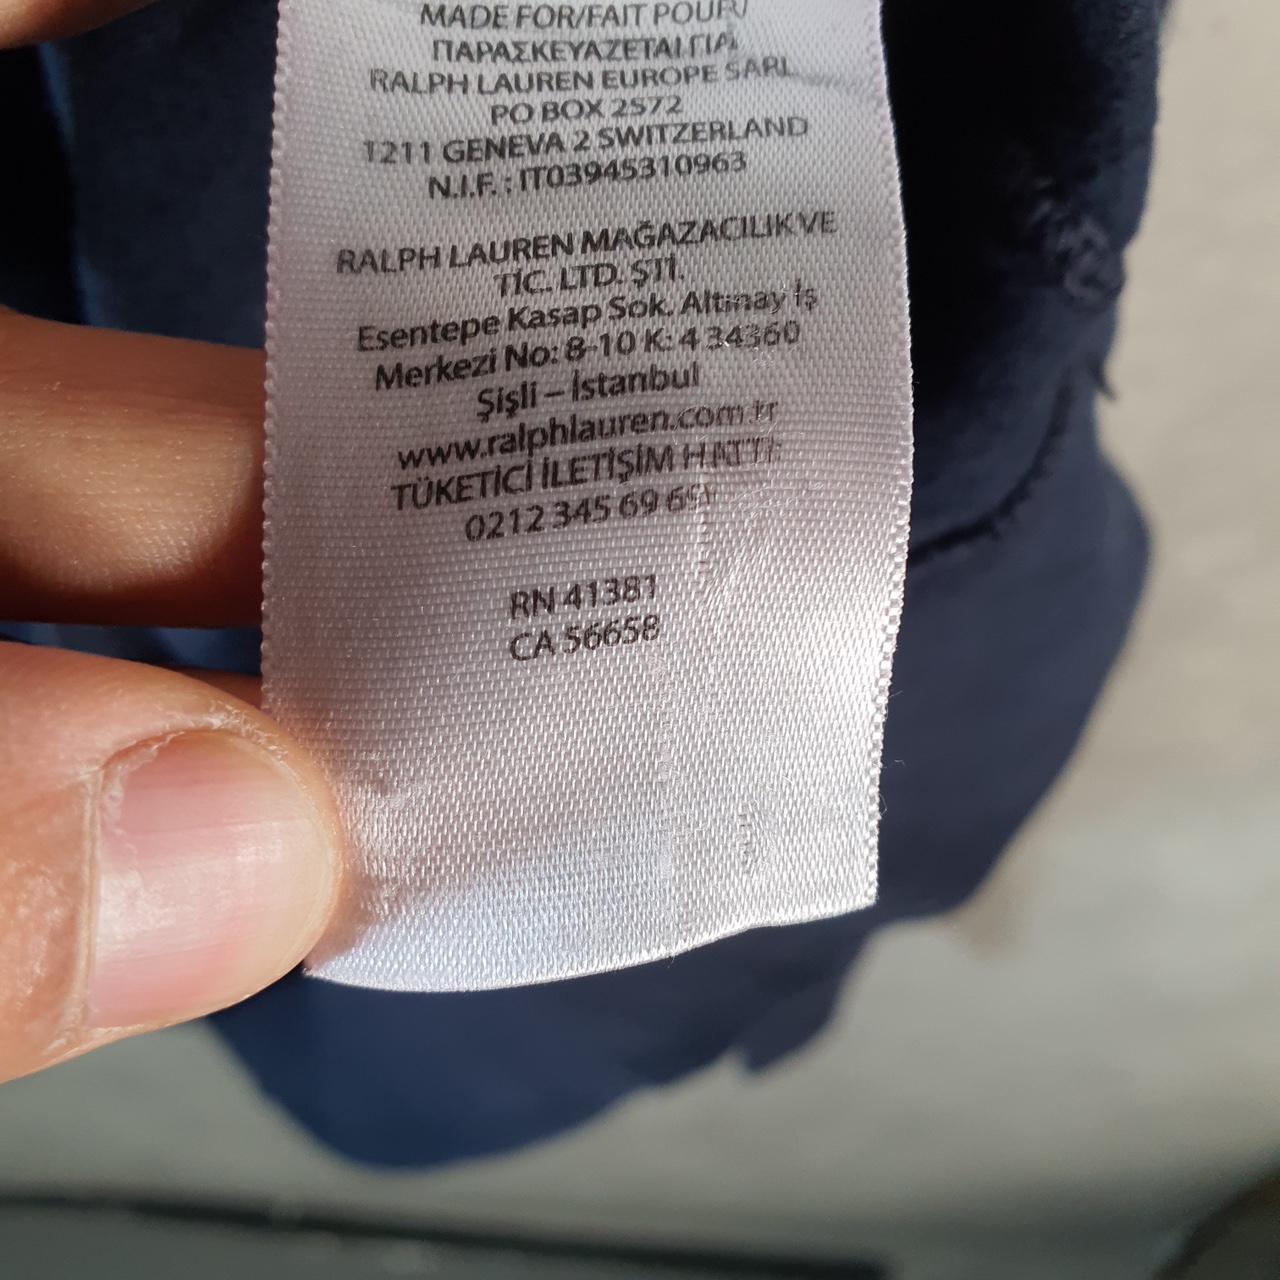 MADE FOR/FAIT POUR/
ΠΑΡΑΣΚΕΥΑΖΕΤΑΙ ΓΙΑ
RALPH LAUREN EUROPE SARL
PO BOX 2572
1211 GENEVA 2 SWITZERLAND
N.I.F. : IT03945310963
RALPH LAUREN MAĞAZACILIK VE
TİC. LTD. ŞTİ.
Esentepe Kasap Sok. Altınay İş
Merkezi No: 8-10 K: 4 34360
Şişli – İstanbul
www.ralphlauren.com.tr
TÜKETİCİ İLETİŞİM HATTI:
0212 345 69 69
RN 41381
CA 56658